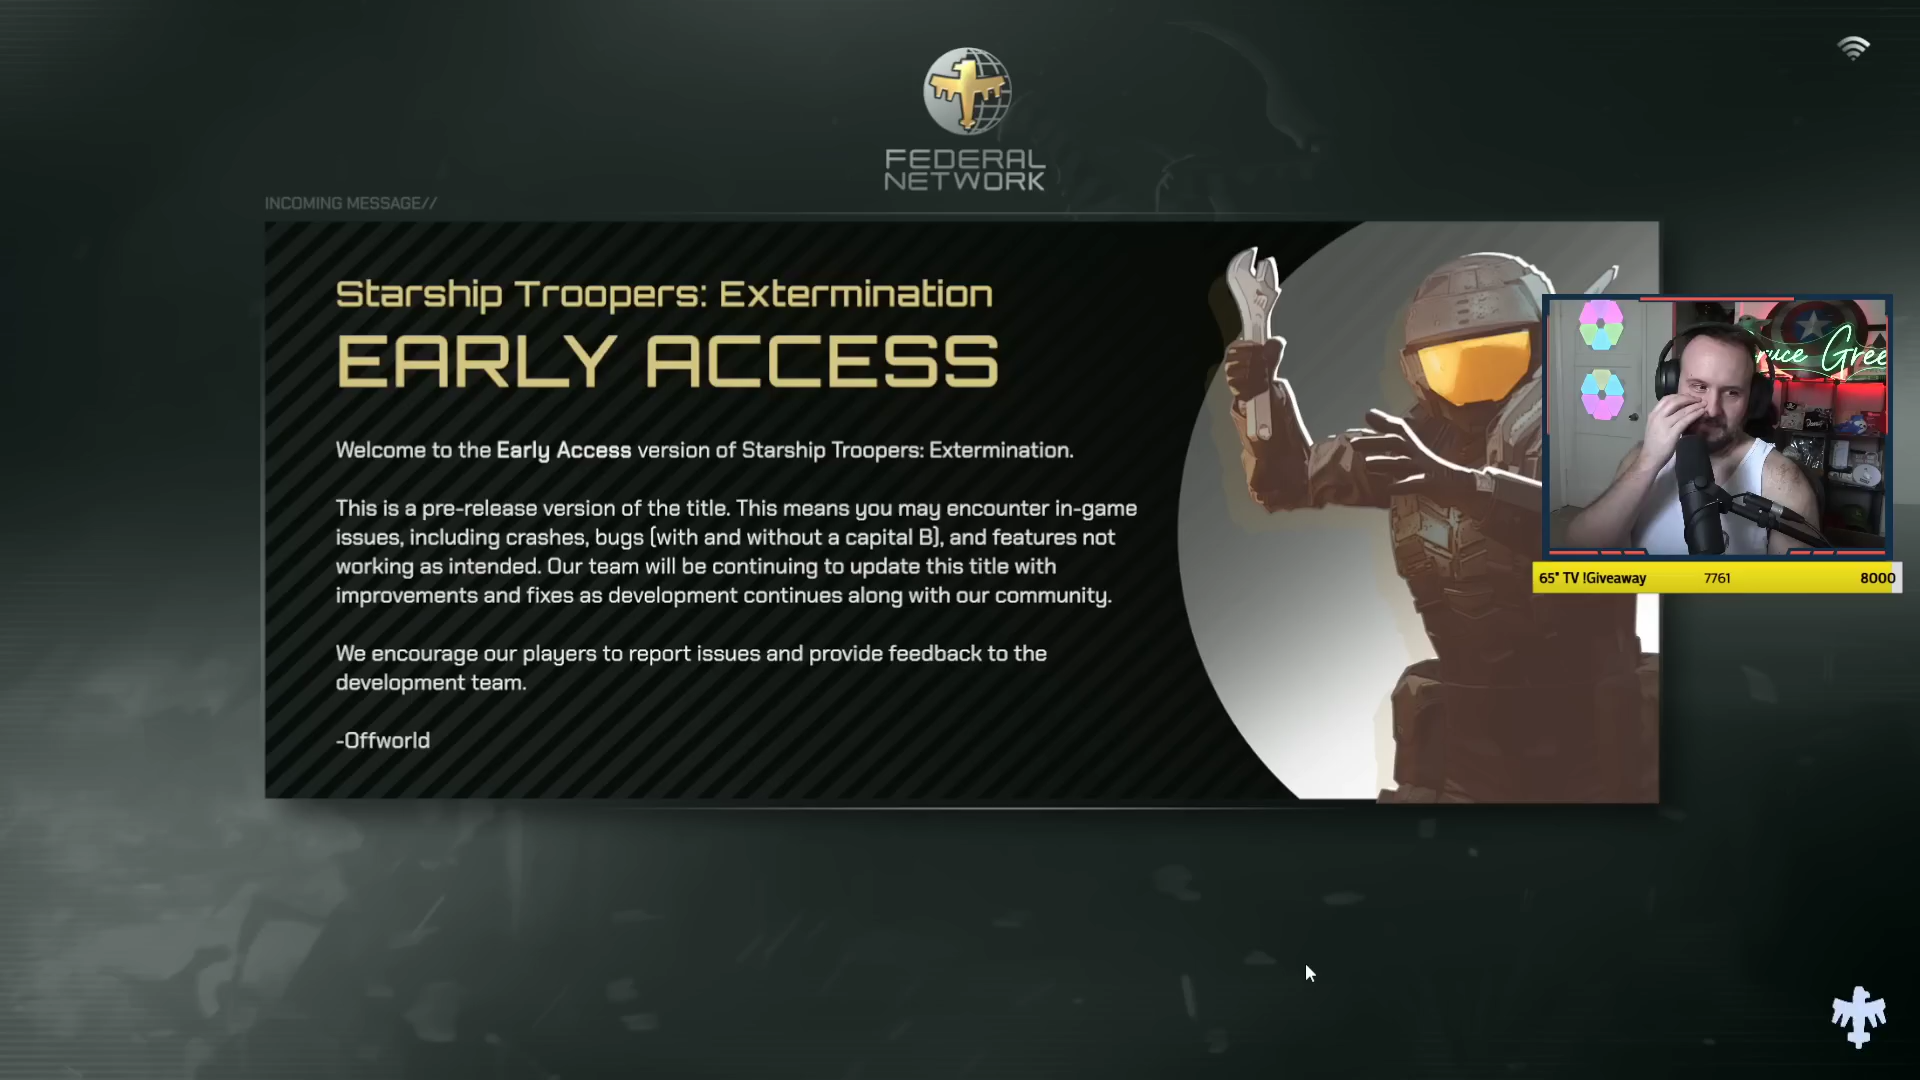 FEDERAL
NETWORK
INCOMING MESSAGE//
Starship Troopers: Extermination
EARLY ACCESS
Welcome to the Early Access version of Starship Troopers: Extermination.
This is a pre-release version of the title. This means you may encounter in-game
issues, including crashes, bugs (with and without a capital B), and features not
working as intended. Our team will be continuing to update this title with
improvements and fixes as development continues along with our community.
We encourage our players to report issues and provide feedback to the
development team.
-Offworld
ruce Gree
65" TV !Giveaway 7761 8000